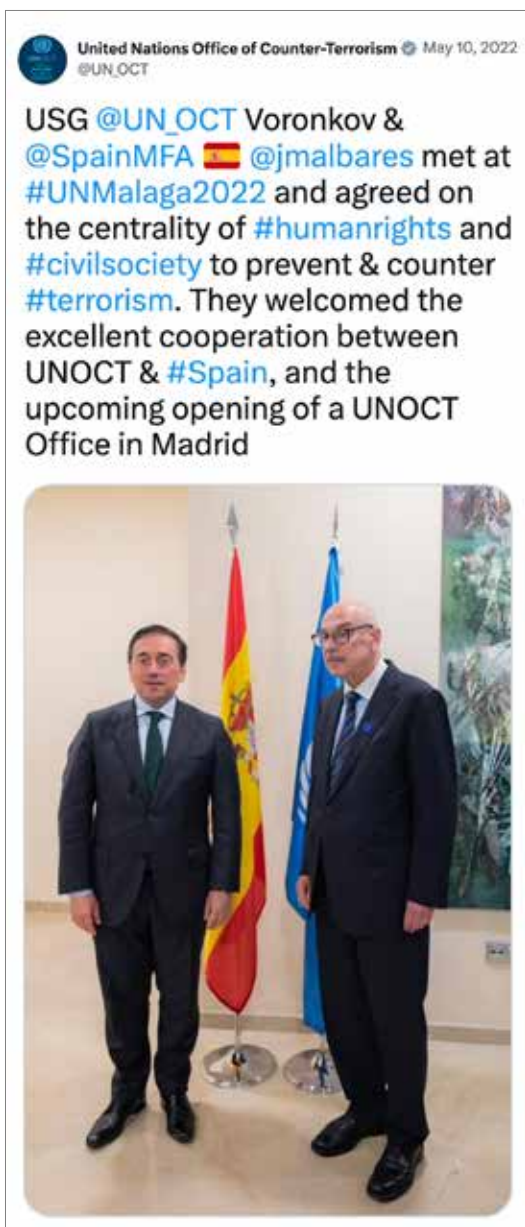 United Nations Office of Counter-Terrorism May 10, 2022
@UN_OCT
USG @UN_OCT Voronkov &
@SpainMFA 🇪🇸 @jmalbares met at
#UNMalaga2022 and agreed on
the centrality of #humanrights and
#civilsociety to prevent & counter
#terrorism. They welcomed the
excellent cooperation between
UNOCT & #Spain, and the
upcoming opening of a UNOCT
Office in Madrid